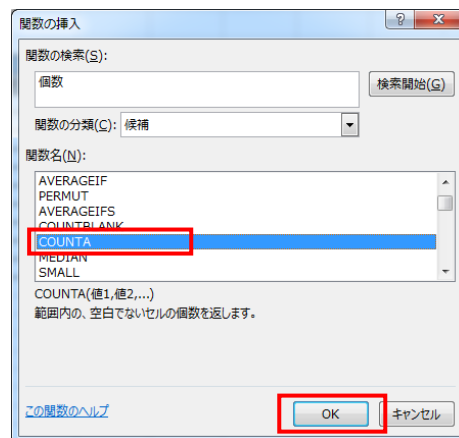 関数の挿入
関数の検索(S):
個数
検索開始(G)
関数の分類(C): 候補
関数名(N):
AVERAGEIF
PERMUT
AVERAGEIFS
COUNTBLANK
COUNTA
MEDIAN
SMALL
COUNTA(値1,値2,...)
範囲内の、空白でないセルの個数を返します。
この関数のヘルプ
OK
キャンセル